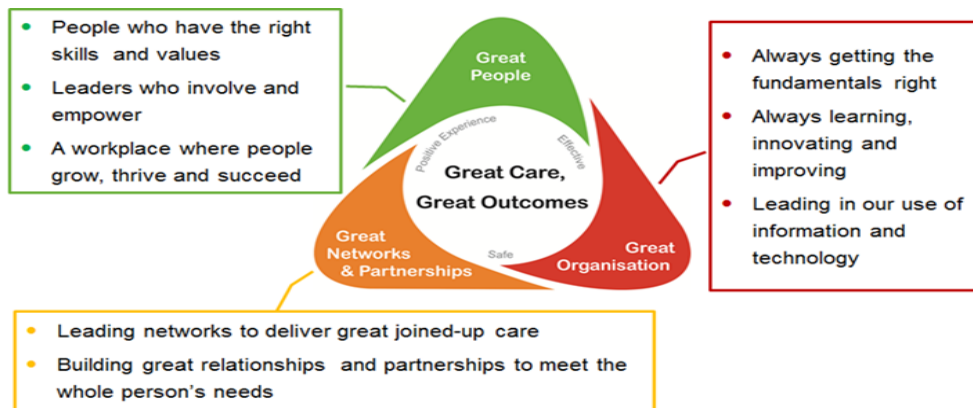 People who have the right
skills and values
Leaders who involve and
empower
A workplace where people
grow, thrive and succeed
Great
People
Positive Experience
Effective
Safe
Great Care,
Great Outcomes
Great
Networks
& Partnerships
Great
Organisation
Always getting the
fundamentals right
Always learning,
innovating and
improving
Leading in our use of
information and
technology
Leading networks to deliver great joined-up care
Building great relationships and partnerships to meet the
whole person's needs